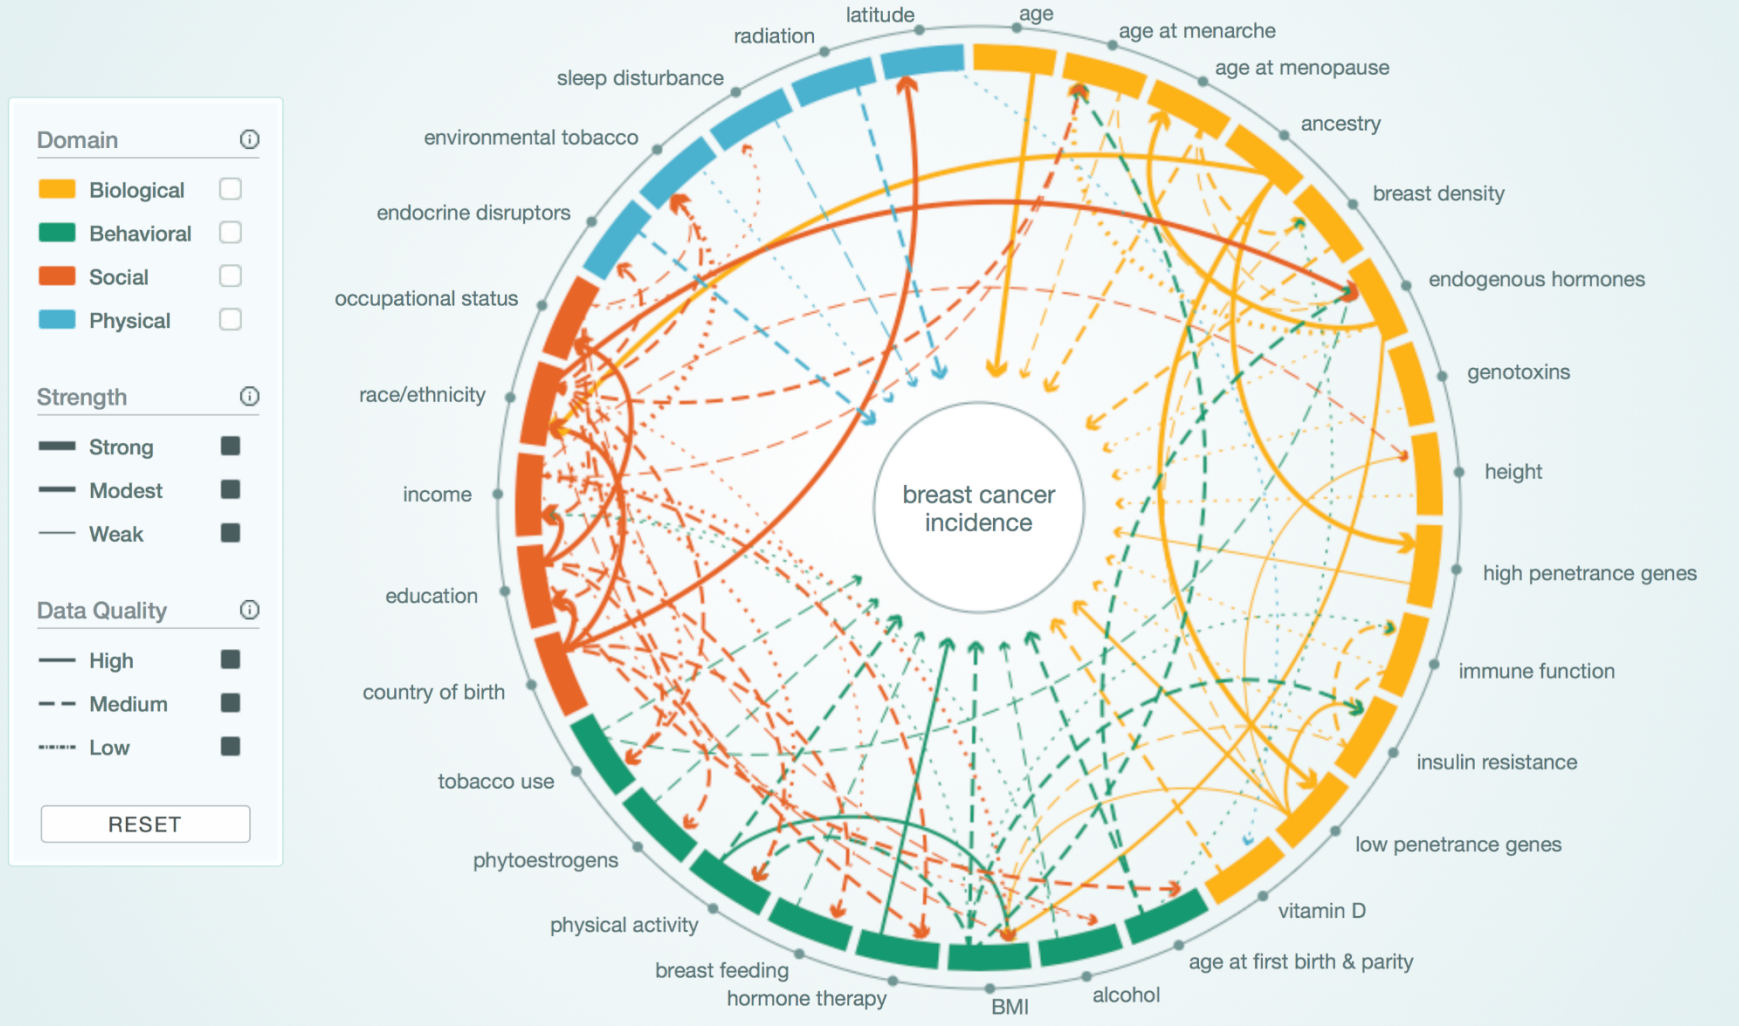 Domain
Biological
Behavioral
Social
Physical
Strength
Strong
Modest
Weak
Data Quality
High
Medium
Low
RESET
latitude
radiation
sleep disturbance
environmental tobacco
endocrine disruptors
occupational status
race/ethnicity
income
education
country of birth
tobacco use
phytoestrogens
physical activity
breast feeding
hormone therapy
BMI
alcohol
age at first birth & parity
vitamin D
low penetrance genes
insulin resistance
immune function
high penetrance genes
height
genotoxins
endogenous hormones
breast density
ancestry
age at menopause
age at menarche
age
breast cancer
incidence